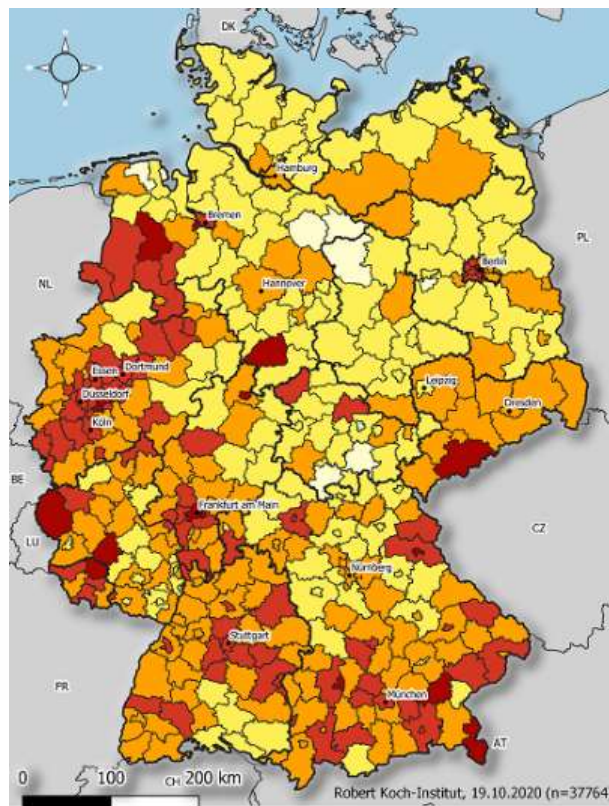 DK
Hamburg
Bremen
PL
Berlin
NL
Hannover
Essen
Dortmund
Düsseldorf
Leipzig
Dresden
Köln
BE
Frankfurt am Main
LU
CZ
Nürnberg
Stuttgart
FR
München
AT
0 100 200 km
CH
Robert Koch-Institut, 19.10.2020 (n=37764